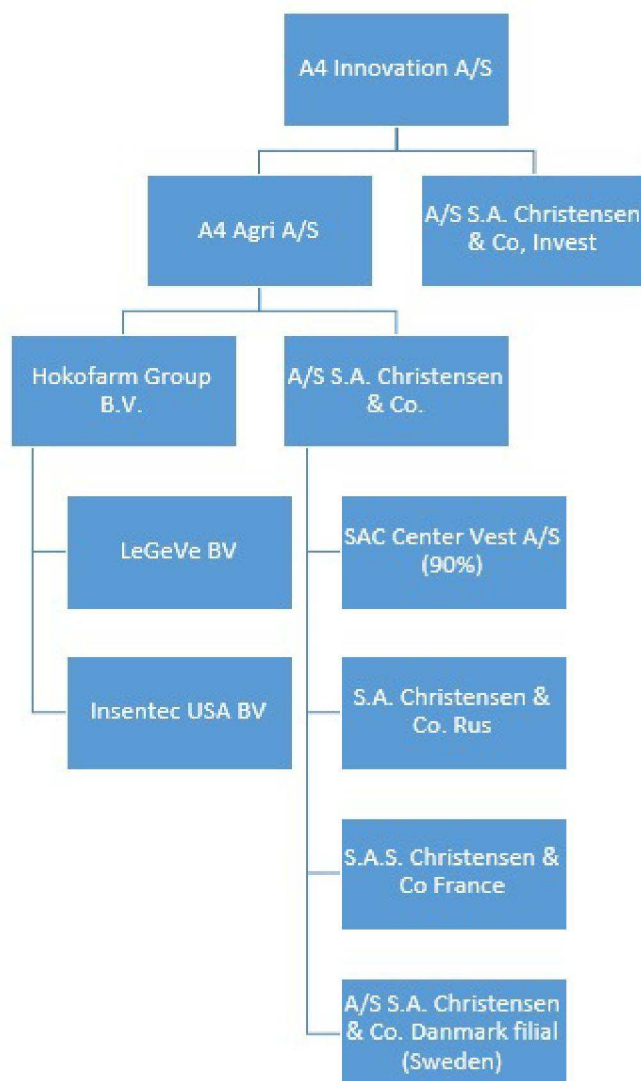 A4 Innovation A/S
A4 Agri A/S
A/S S.A. Christensen
& Co, Invest
Hokofarm Group
B.V.
A/S S.A. Christensen
& Co.
LeGeVe BV
SAC Center Vest A/S
(90%)
Insentec USA BV
S.A. Christensen &
Co. Rus
S.A.S. Christensen &
Co France
A/S S.A. Christensen
& Co. Danmark filial
(Sweden)